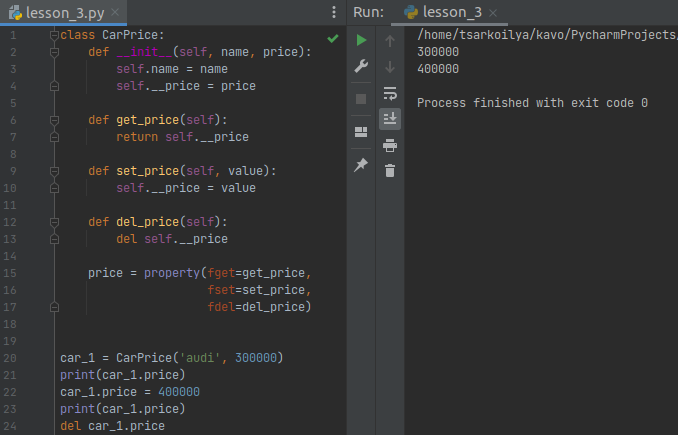 lesson_3.py
1 class CarPrice:
2     def __init__(self, name, price):
3         self.name = name
4         self.__price = price
5
6     def get_price(self):
7         return self.__price
8
9     def set_price(self, value):
10         self.__price = value
11
12     def del_price(self):
13         del self.__price
14
15     price = property(fget=get_price,
16                      fset=set_price,
17                      fdel=del_price)
18
19
20 car_1 = CarPrice('audi', 300000)
21 print(car_1.price)
22 car_1.price = 400000
23 print(car_1.price)
24 del car_1.price
Run: lesson_3
/home/tsarkoilya/kavo/PycharmProjects/
300000
400000

Process finished with exit code 0